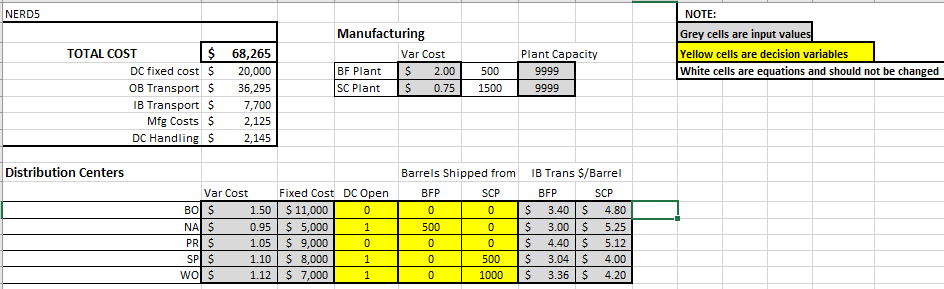 NERD5 NOTE:
Manufacturing Grey cells are input values
TOTAL COST $ 68,265 Var Cost Plant Capacity Yellow cells are decision variables
DC fixed cost $ 20,000 BF Plant $ 2.00 500 9999 White cells are equations and should not be changed
OB Transport $ 36,295 SC Plant $ 0.75 1500 9999
IB Transport $ 7,700
Mfg Costs $ 2,125
DC Handling $ 2,145
Distribution Centers Barrels Shipped from IB Trans $/Barrel
Var Cost Fixed Cost DC Open BFP SCP BFP SCP
BO $ 1.50 $ 11,000 0 0 0 $ 3.40 $ 4.80
NA $ 0.95 $ 5,000 1 500 0 $ 3.00 $ 5.25
PR $ 1.05 $ 9,000 0 0 0 $ 4.40 $ 5.12
SP $ 1.10 $ 8,000 1 0 500 $ 3.04 $ 4.00
WO $ 1.12 $ 7,000 1 0 1000 $ 3.36 $ 4.20